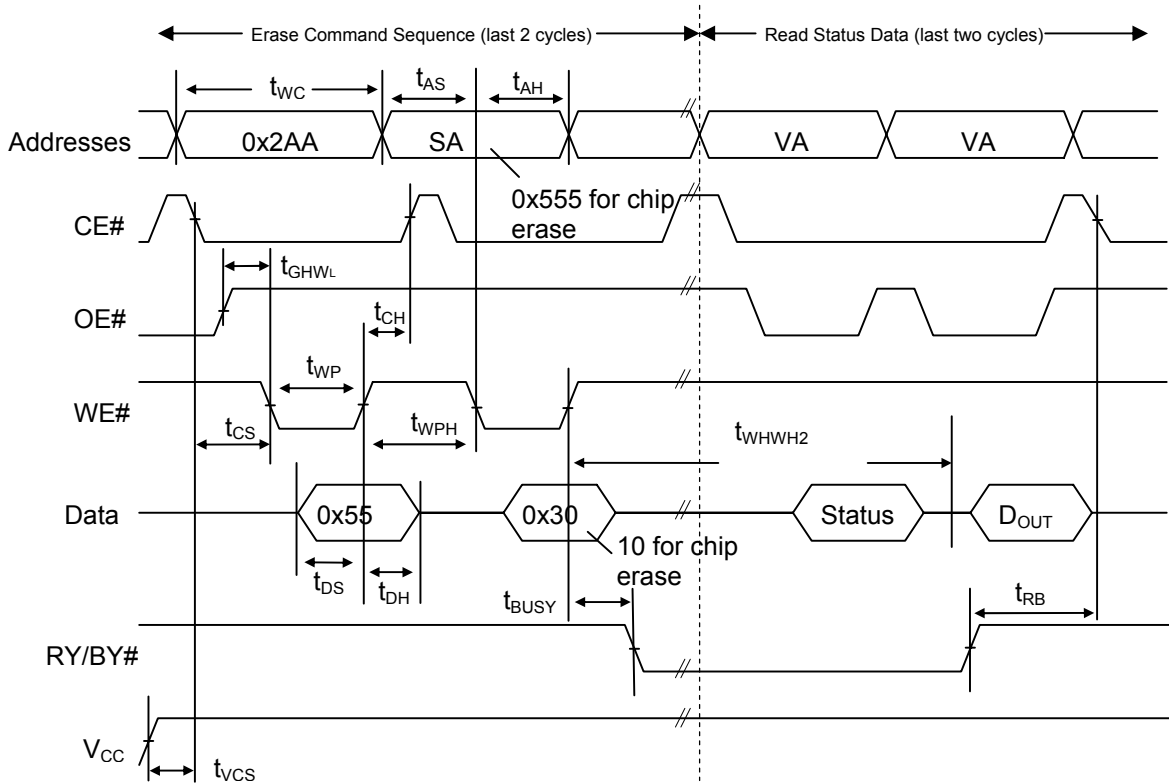 Erase Command Sequence (last 2 cycles)
Read Status Data (last two cycles)
tWC
tAS
tAH
Addresses
0x2AA
SA
VA
VA
0x555 for chip
erase
CE#
tGHWL
OE#
tCH
tWP
WE#
tCS
tWPH
tWHWH2
Data
0x55
0x30
Status
DOUT
10 for chip
erase
tDS
tDH
tBUSY
tRB
RY/BY#
VCC
tVCS